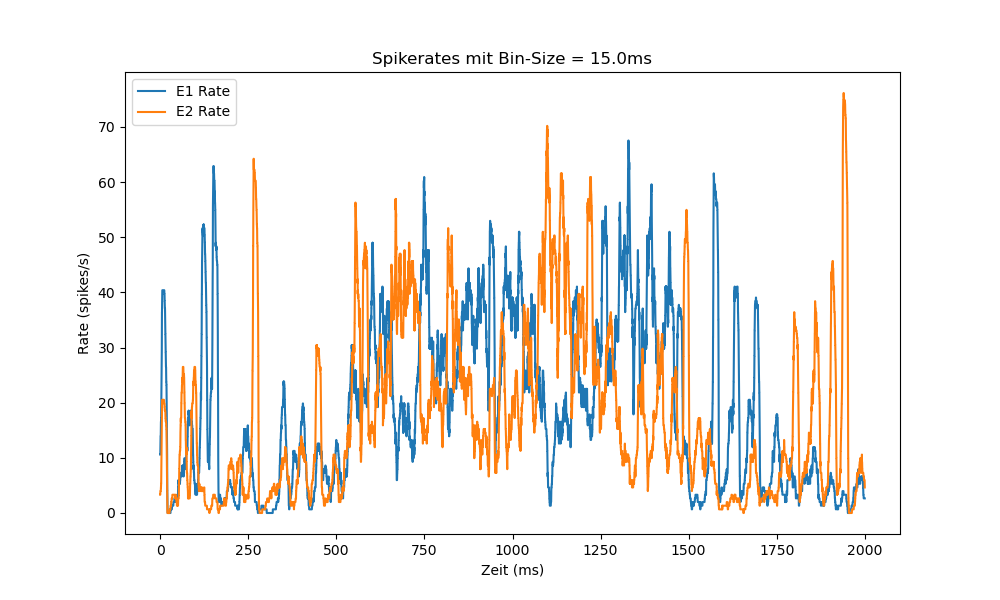 Spikerates mit Bin-Size = 15.0ms
E1 Rate
E2 Rate
Rate (spikes/s)
70
60
50
40
30
20
10
0
0 250 500 750 1000 1250 1500 1750 2000
Zeit (ms)